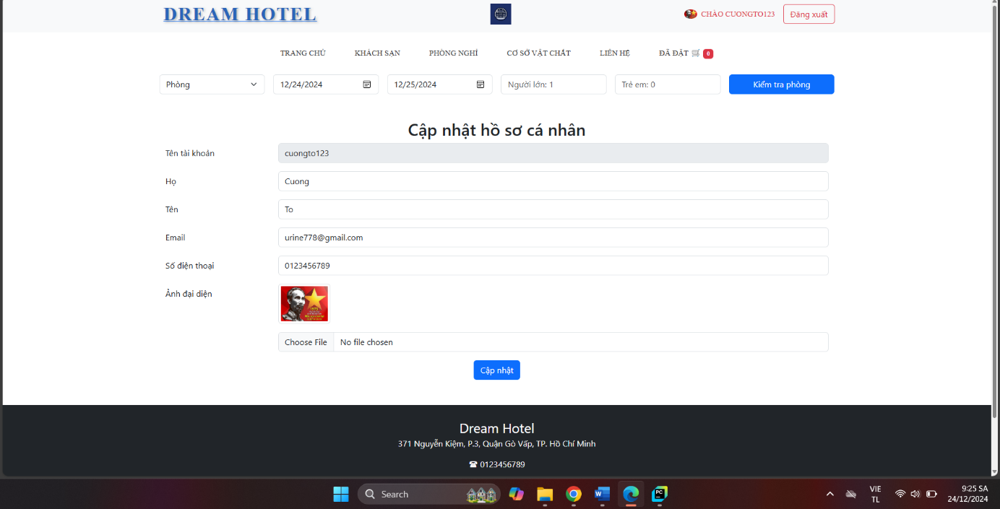 DREAM HOTEL
CHÀO CUONGTO123
Đăng xuất
TRANG CHỦ KHÁCH SẠN PHÒNG NGHỈ CƠ SỞ VẬT CHẤT LIÊN HỆ ĐÃ ĐẶT 0
Phòng 12/24/2024 12/25/2024 Người lớn: 1 Trẻ em: 0 Kiểm tra phòng
Cập nhật hồ sơ cá nhân
Tên tài khoản cuongto123
Họ Cuong
Tên To
Email urine778@gmail.com
Số điện thoại 0123456789
Ảnh đại diện
1975
Choose File No file chosen
Cập nhật
Dream Hotel
371 Nguyễn Kiệm, P.3, Quận Gò Vấp, TP. Hồ Chí Minh
☎ 0123456789
Search
VIE
TL
9:25 SA
24/12/2024